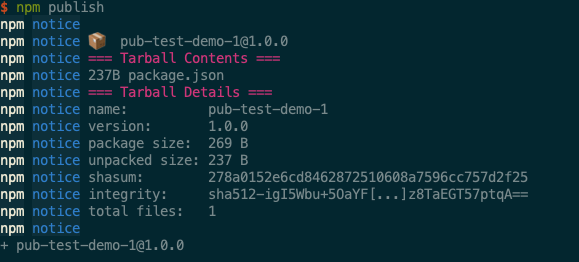 $ npm publish
npm notice
npm notice 📦  pub-test-demo-1@1.0.0
npm notice === Tarball Contents ===
npm notice 237B package.json
npm notice === Tarball Details ===
npm notice name:          pub-test-demo-1
npm notice version:       1.0.0
npm notice package size:  269 B
npm notice unpacked size: 237 B
npm notice shasum:        278a0152e6cd8462872510608a7596cc757d2f25
npm notice integrity:     sha512-igI5Wbu+5OaYF[...]z8TaEGT57ptqA==
npm notice total files:   1
npm notice
+ pub-test-demo-1@1.0.0